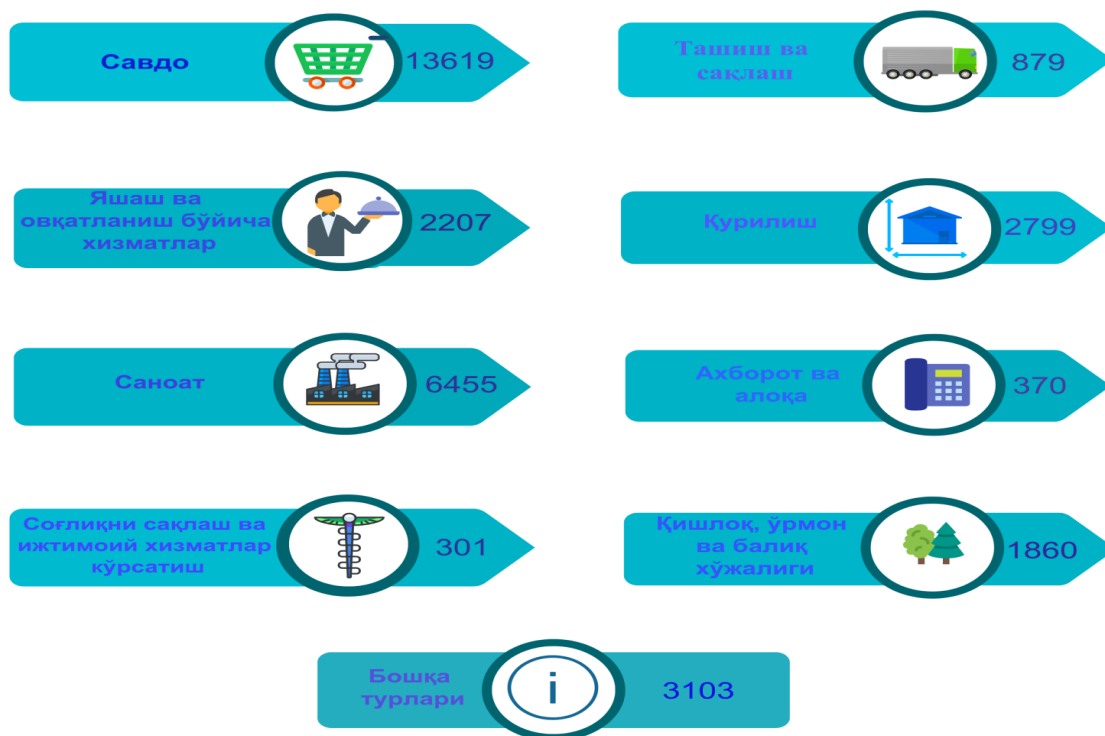 Савдо
13619
Ташиш ва
сақлаш
879
Яшаш ва
овқатланиш бўйича
хизматлар
2207
Қурилиш
2799
Саноат
6455
Ахборот ва
алоқа
370
Соғлиқни сақлаш ва
ижтимоий хизматлар
кўрсатиш
301
Қишлоқ, ўрмон
ва балиқ
хўжалиги
1860
Бошқа
турлари
i
3103